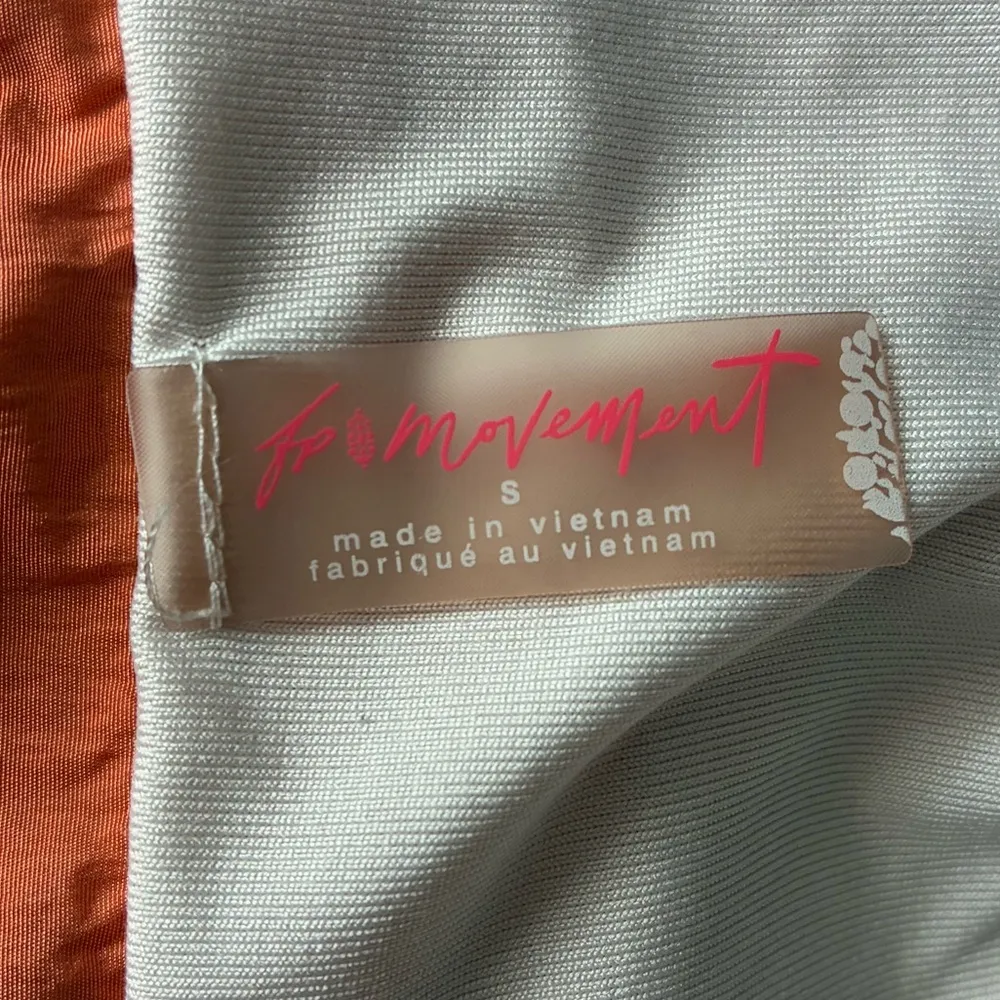 fp movement
S
made in vietnam
fabriqué au vietnam